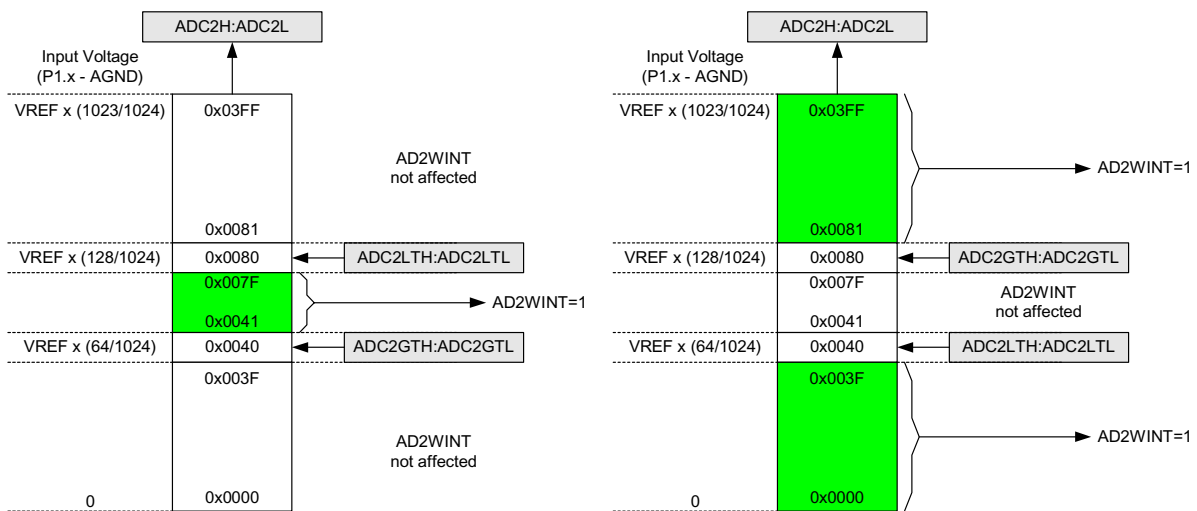 ADC2H:ADC2L
Input Voltage
(P1.x - AGND)
VREF x (1023/1024)
0x03FF
AD2WINT
not affected
0x0081
VREF x (128/1024)
0x0080
ADC2LTH:ADC2LTL
0x007F
AD2WINT=1
0x0041
VREF x (64/1024)
0x0040
ADC2GTH:ADC2GTL
0x003F
AD2WINT
not affected
0
0x0000
ADC2H:ADC2L
Input Voltage
(P1.x - AGND)
VREF x (1023/1024)
0x03FF
AD2WINT=1
0x0081
VREF x (128/1024)
0x0080
ADC2GTH:ADC2GTL
0x007F
AD2WINT
not affected
0x0041
VREF x (64/1024)
0x0040
ADC2LTH:ADC2LTL
0x003F
AD2WINT=1
0
0x0000